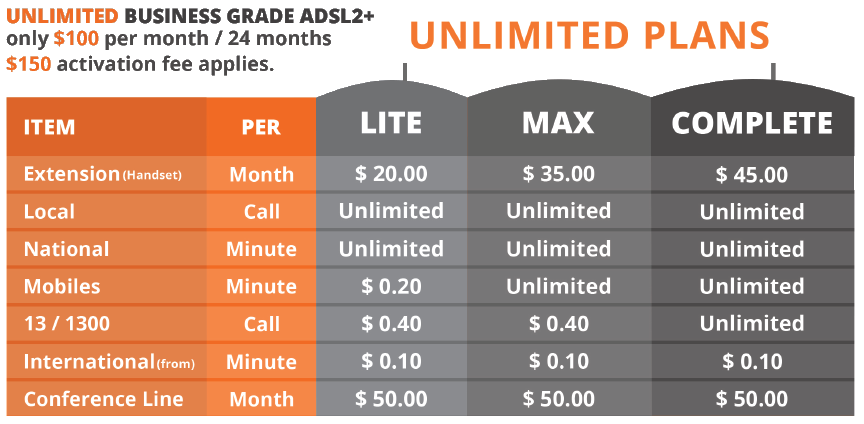 UNLIMITED BUSINESS GRADE ADSL2+
only $100 per month / 24 months
$150 activation fee applies.
UNLIMITED PLANS
ITEM PER LITE MAX COMPLETE
Extension (Handset) Month $ 20.00 $ 35.00 $ 45.00
Local Call Unlimited Unlimited Unlimited
National Minute Unlimited Unlimited Unlimited
Mobiles Minute $ 0.20 Unlimited Unlimited
13 / 1300 Call $ 0.40 $ 0.40 Unlimited
International (from) Minute $ 0.10 $ 0.10 $ 0.10
Conference Line Month $ 50.00 $ 50.00 $ 50.00